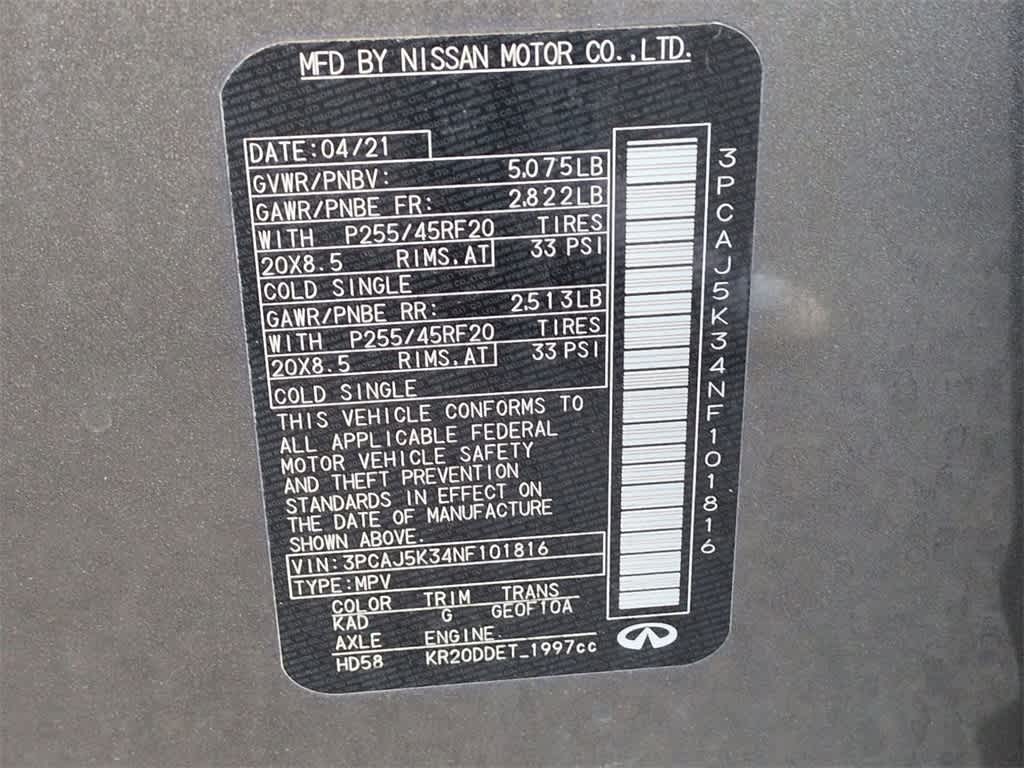 MFD BY NISSAN MOTOR CO.,LTD.
DATE:04/21
GVWR/PNBV: 5.075LB
GAWR/PNBE FR: 2.822LB
WITH P255/45RF20 TIRES
20X8.5 RIMS.AT 33 PSI
COLD SINGLE
GAWR/PNBE RR: 2.513LB
WITH P255/45RF20 TIRES
20X8.5 RIMS.AT 33 PSI
COLD SINGLE
THIS VEHICLE CONFORMS TO
ALL APPLICABLE FEDERAL
MOTOR VEHICLE SAFETY
AND THEFT PREVENTION
STANDARDS IN EFFECT ON
THE DATE OF MANUFACTURE
SHOWN ABOVE.
VIN:3PCAJ5K34NF101816
TYPE:MPV
COLOR TRIM TRANS
KAD G GE0F10A
AXLE ENGINE
HD58 KR20DDET_1997cc
3PCAJ5K34NF101816